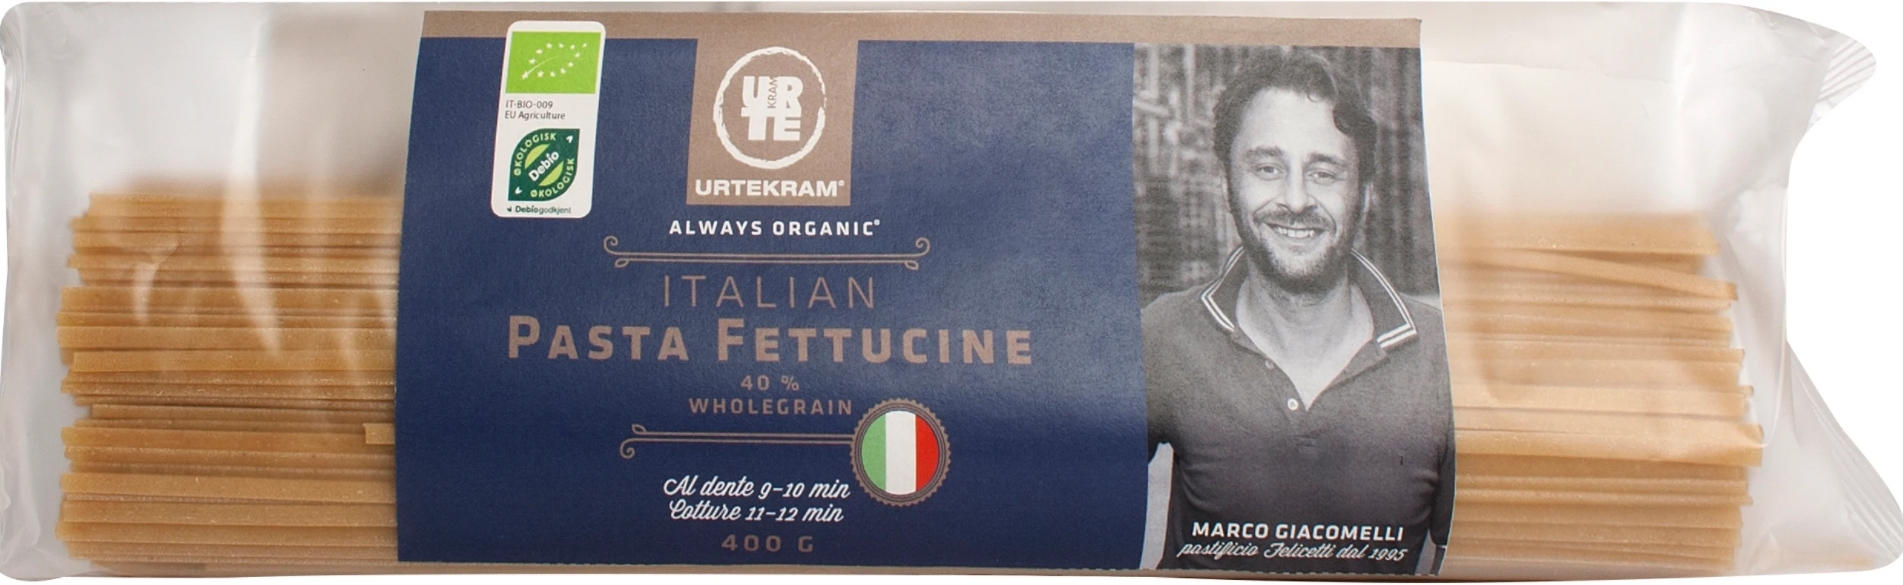 IT-BIO-009
EU Agriculture
ØKOLOGISK
Debio
ØKOLOGISK
Debiogodkjent
UR
KRAM
TE
URTEKRAM®
ALWAYS ORGANIC®
ITALIAN
PASTA FETTUCINE
40 %
WHOLEGRAIN
Al dente 9-10 min
Cotture 11-12 min
400 G
MARCO GIACOMELLI
pastificio Felicetti dal 1995